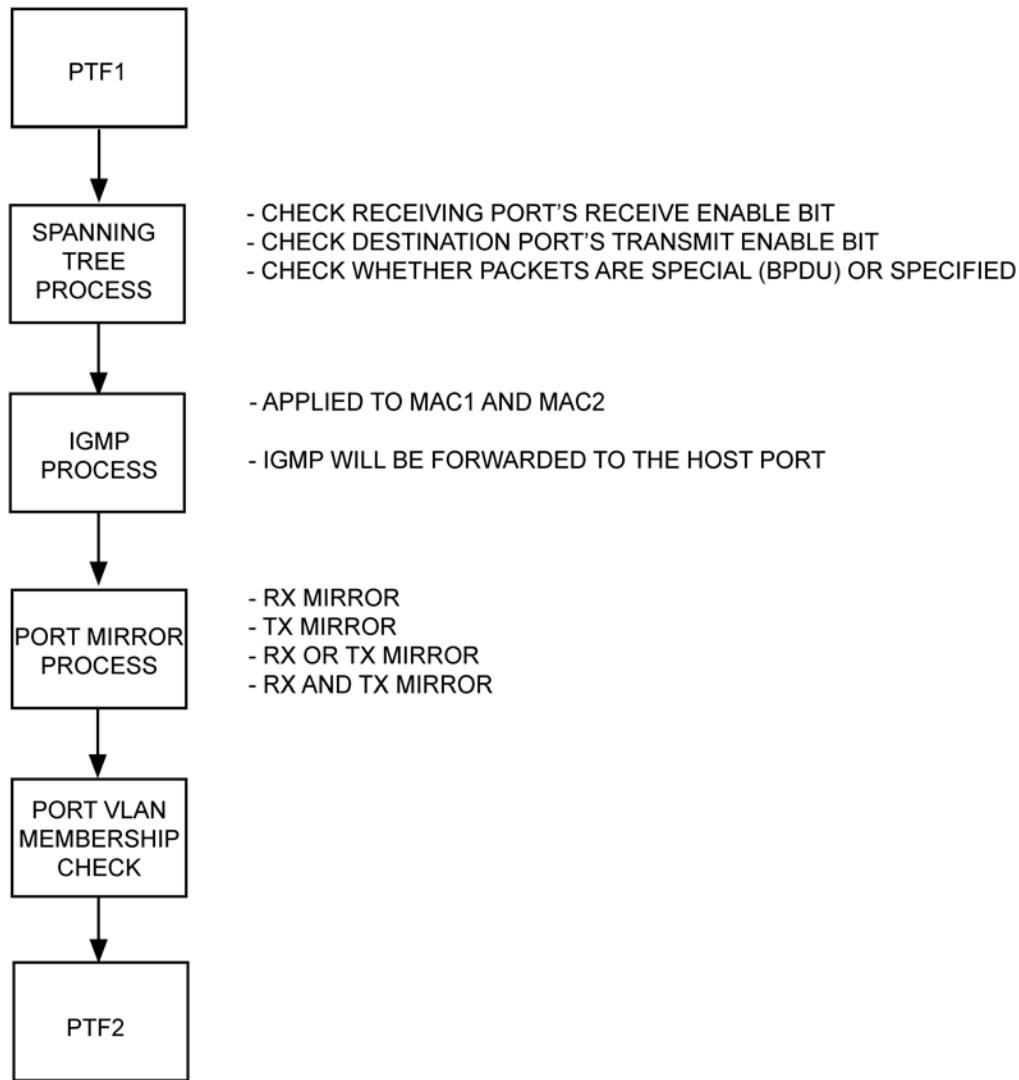 PTF1
SPANNING
TREE
PROCESS
- CHECK RECEIVING PORT'S RECEIVE ENABLE BIT
- CHECK DESTINATION PORT'S TRANSMIT ENABLE BIT
- CHECK WHETHER PACKETS ARE SPECIAL (BPDU) OR SPECIFIED
IGMP
PROCESS
- APPLIED TO MAC1 AND MAC2
- IGMP WILL BE FORWARDED TO THE HOST PORT
PORT MIRROR
PROCESS
- RX MIRROR
- TX MIRROR
- RX OR TX MIRROR
- RX AND TX MIRROR
PORT VLAN
MEMBERSHIP
CHECK
PTF2